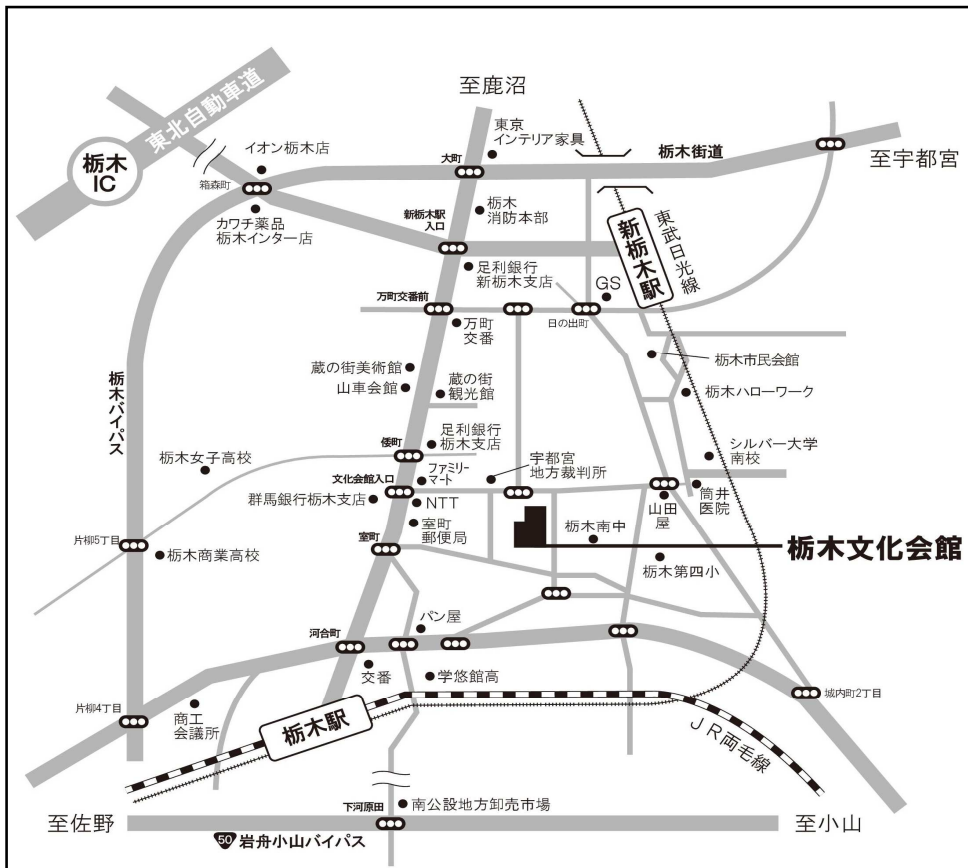 至鹿沼
東北自動車道
栃木
IC
イオン栃木店
箱森町
カワチ薬品
栃木インター店
大町
東京
インテリア家具
栃木街道
至宇都宮
栃木
消防本部
新栃木駅
入口
足利銀行
新栃木支店
新栃木駅
東武日光線
GS
万町交番前
万町
交番
日の出町
栃木市民会館
栃木ハローワーク
蔵の街美術館
山車会館
蔵の街
観光館
栃木バイパス
倭町
足利銀行
栃木支店
栃木女子高校
文化会館入口
ファミリー
マート
宇都宮
地方裁判所
シルバー大学
南校
群馬銀行栃木支店
NTT
山田
屋
筒井
医院
室町
郵便局
室町
栃木南中
栃木文化会館
栃木第四小
片柳5丁目
栃木商業高校
パン屋
河合町
交番
学悠館高
城内町2丁目
片柳4丁目
商工
会議所
栃木駅
JR両毛線
下河原田
南公設地方卸売市場
至佐野
50 岩舟小山バイパス
至小山